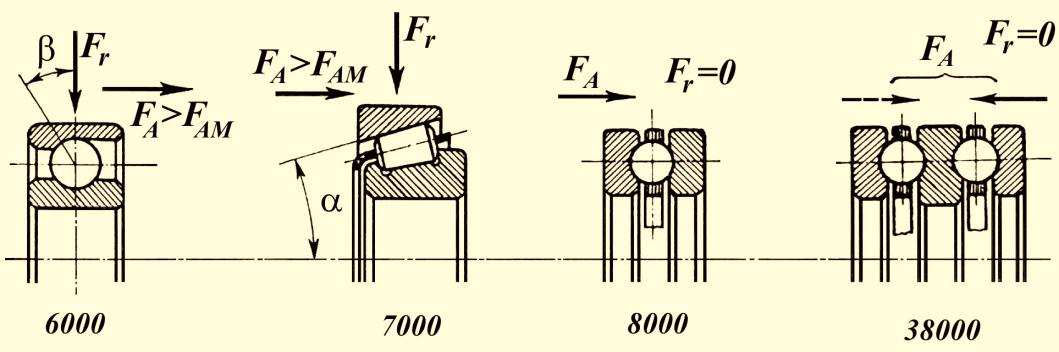 β
F_r
F_A>F_AM
6000
F_A>F_AM
F_r
α
7000
F_A
F_r=0
8000
F_A
F_r=0
38000